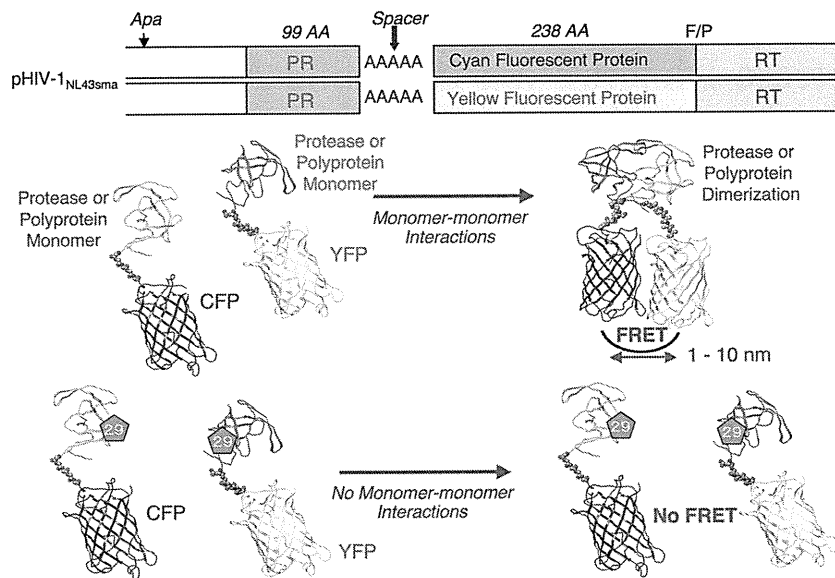 Apa
99 AA
Spacer
238 AA
F/P
pHIV-1NL43sma
PR
AAAAA
Cyan Fluorescent Protein
RT
PR
AAAAA
Yellow Fluorescent Protein
RT
Protease or
Polyprotein
Monomer
Protease or
Polyprotein
Monomer
YFP
CFP
Monomer-monomer
Interactions
Protease or
Polyprotein
Dimerization
FRET
1 - 10 nm
29
29
CFP
YFP
No Monomer-monomer
Interactions
29
29
No FRET